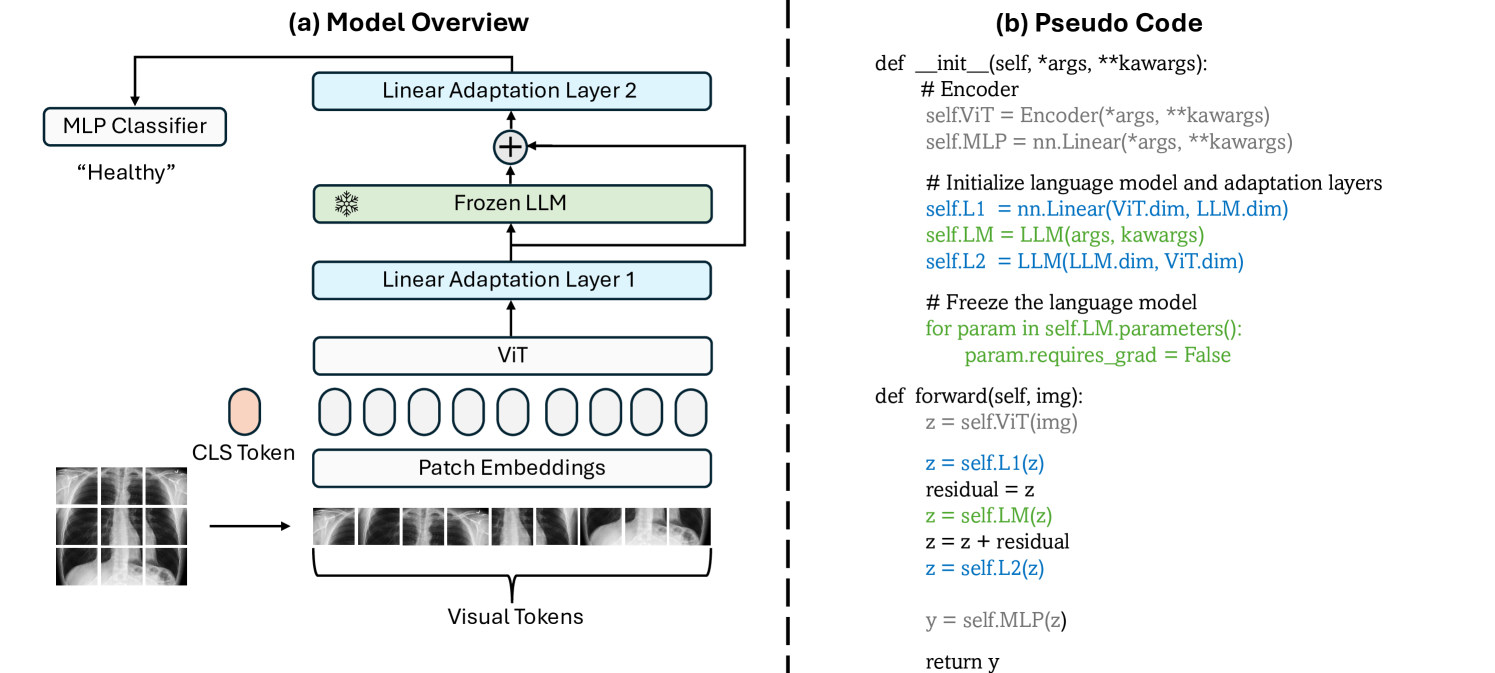 (a) Model Overview
Linear Adaptation Layer 2
MLP Classifier
“Healthy”
Frozen LLM
Linear Adaptation Layer 1
ViT
CLS Token
Patch Embeddings
Visual Tokens
(b) Pseudo Code
def __init__(self, *args, **kawargs):
# Encoder
self.ViT = Encoder(*args, **kawargs)
self.MLP = nn.Linear(*args, **kawargs)
# Initialize language model and adaptation layers
self.L1 = nn.Linear(ViT.dim, LLM.dim)
self.LM = LLM(args, kawargs)
self.L2 = LLM(LLM.dim, ViT.dim)
# Freeze the language model
for param in self.LM.parameters():
param.requires_grad = False
def forward(self, img):
z = self.ViT(img)
z = self.L1(z)
residual = z
z = self.LM(z)
z = z + residual
z = self.L2(z)
y = self.MLP(z)
return y